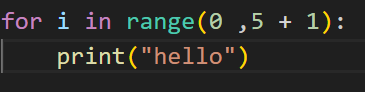 for i in range(0 ,5 + 1):
    print("hello")